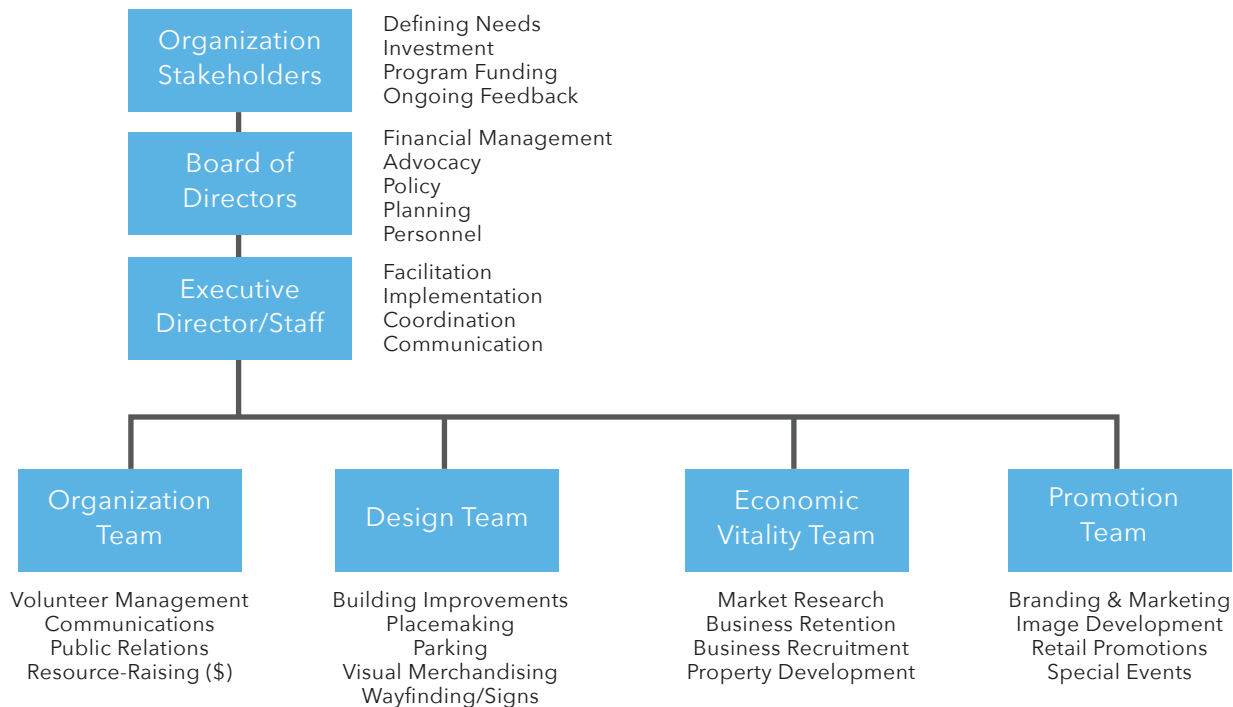 Organization
Stakeholders
Defining Needs
Investment
Program Funding
Ongoing Feedback
Board of
Directors
Financial Management
Advocacy
Policy
Planning
Personnel
Executive
Director/Staff
Facilitation
Implementation
Coordination
Communication
Organization
Team
Volunteer Management
Communications
Public Relations
Resource-Raising ($)
Design Team
Building Improvements
Placemaking
Parking
Visual Merchandising
Wayfinding/Signs
Economic
Vitality Team
Market Research
Business Retention
Business Recruitment
Property Development
Promotion
Team
Branding & Marketing
Image Development
Retail Promotions
Special Events